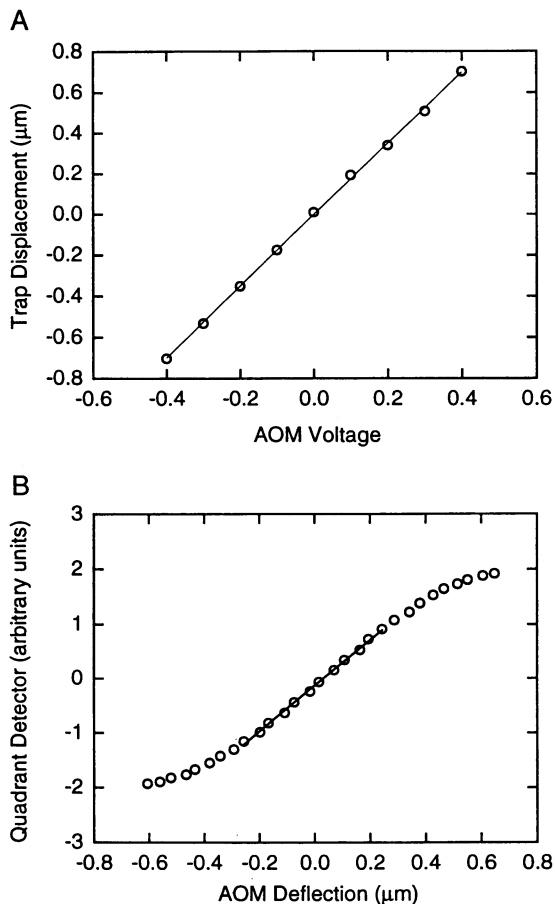 A
0.8
0.6
0.4
0.2
0.0
-0.2
-0.4
-0.6
-0.8
Trap Displacement (μm)
-0.6 -0.4 -0.2 0.0 0.2 0.4 0.6
AOM Voltage
B
3
2
1
0
-1
-2
-3
Quadrant Detector (arbitrary units)
-0.8 -0.6 -0.4 -0.2 0.0 0.2 0.4 0.6 0.8
AOM Deflection (μm)